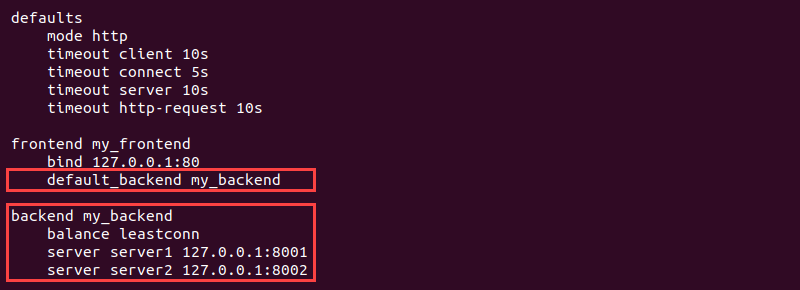 defaults
    mode http
    timeout client 10s
    timeout connect 5s
    timeout server 10s
    timeout http-request 10s
frontend my_frontend
    bind 127.0.0.1:80
    default_backend my_backend
backend my_backend
    balance leastconn
    server server1 127.0.0.1:8001
    server server2 127.0.0.1:8002